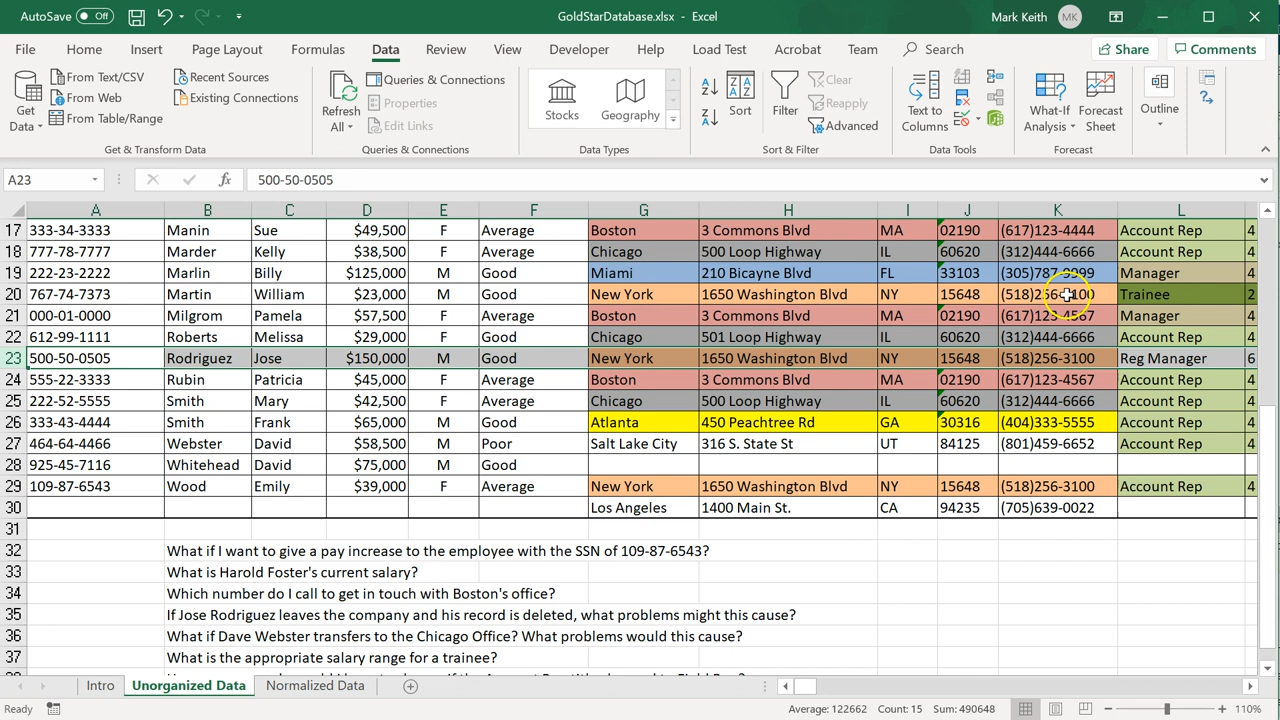 AutoSave Off GoldStarDatabase.xlsx - Excel Mark Keith MK
File Home Insert Page Layout Formulas Data Review View Developer Help Load Test Acrobat Team Search Share Comments
Get Data
From Text/CSV
From Web
From Table/Range
Recent Sources
Existing Connections
Get & Transform Data
Refresh All
Queries & Connections
Properties
Edit Links
Queries & Connections
Stocks Geography
Data Types
Sort
Filter
Clear
Reapply
Advanced
Sort & Filter
Text to Columns
Data Tools
What-If Analysis
Forecast Sheet
Forecast
Outline
A23 fx 500-50-0505
A B C D E F G H I J K L
17 333-34-3333 Manin Sue $49,500 F Average Boston 3 Commons Blvd MA 02190 (617)123-4444 Account Rep 4
18 777-78-7777 Marder Kelly $38,500 F Average Chicago 500 Loop Highway IL 60620 (312)444-6666 Account Rep 4
19 222-23-2222 Marlin Billy $125,000 M Good Miami 210 Bicayne Blvd FL 33103 (305)787-9999 Manager 4
20 767-74-7373 Martin William $23,000 M Good New York 1650 Washington Blvd NY 15648 (518)256-3100 Trainee 2
21 000-01-0000 Milgrom Pamela $57,500 F Average Boston 3 Commons Blvd MA 02190 (617)123-4567 Manager 4
22 612-99-1111 Roberts Melissa $29,000 F Average Chicago 501 Loop Highway IL 60620 (312)444-6666 Account Rep 4
23 500-50-0505 Rodriguez Jose $150,000 M Good New York 1650 Washington Blvd NY 15648 (518)256-3100 Reg Manager 6
24 555-22-3333 Rubin Patricia $45,000 F Average Boston 3 Commons Blvd MA 02190 (617)123-4567 Account Rep 4
25 222-52-5555 Smith Mary $42,500 F Average Chicago 500 Loop Highway IL 60620 (312)444-6666 Account Rep 4
26 333-43-4444 Smith Frank $65,000 M Good Atlanta 450 Peachtree Rd GA 30316 (404)333-5555 Account Rep 4
27 464-64-4466 Webster David $58,500 M Poor Salt Lake City 316 S. State St UT 84125 (801)459-6652 Account Rep 4
28 925-45-7116 Whitehead David $75,000 M Good
29 109-87-6543 Wood Emily $39,000 F Average New York 1650 Washington Blvd NY 15648 (518)256-3100 Account Rep 4
30 Los Angeles 1400 Main St. CA 94235 (705)639-0022
31
32 What if I want to give a pay increase to the employee with the SSN of 109-87-6543?
33 What is Harold Foster's current salary?
34 Which number do I call to get in touch with Boston's office?
35 If Jose Rodriguez leaves the company and his record is deleted, what problems might this cause?
36 What if Dave Webster transfers to the Chicago Office? What problems would this cause?
37 What is the appropriate salary range for a trainee?
Intro Unorganized Data Normalized Data
Ready Average: 122662 Count: 15 Sum: 490648 110%